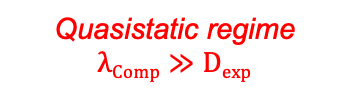 Quasistatic regime
λComp ≫ Dexp